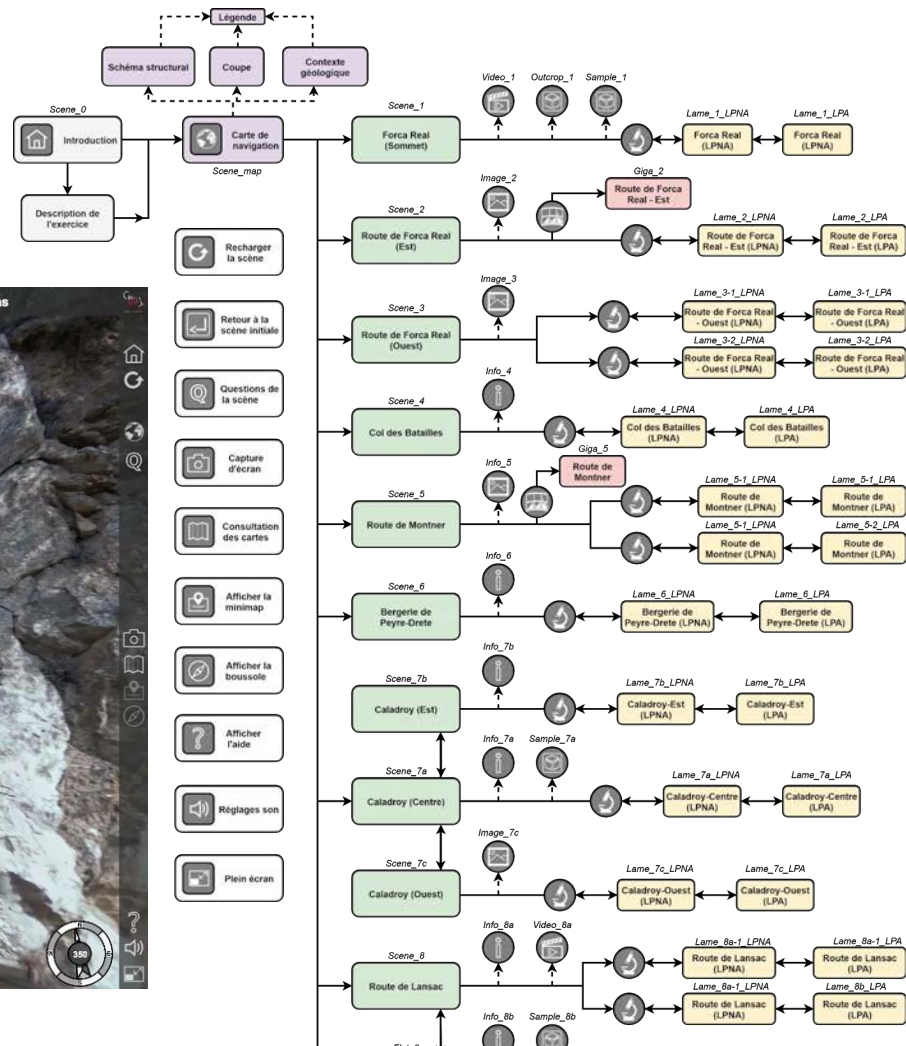 Légende
Schéma structural
Coupe
Contexte
géologique
Scene_0
Introduction
Carte de
navigation
Scene_map
Description de
l'exercice
Recharger
la scène
Retour à la
scène initiale
Questions de
la scène
Capture
d'écran
Consultation
des cartes
Afficher la
minimap
Afficher la
boussole
Afficher
l'aide
Réglages son
Plein écran
Q
N
E
S
350
Scene_1
Forca Real
(Sommet)
Video_1
Outcrop_1
Sample_1
Lame_1_LPNA
Forca Real
(LPNA)
Lame_1_LPA
Forca Real
(LPNA)
Scene_2
Route de Forca Real
(Est)
Image_2
Giga_2
Route de Forca
Real - Est
Lame_2_LPNA
Route de Forca
Real - Est (LPNA)
Lame_2_LPA
Route de Forca
Real - Est (LPA)
Scene_3
Route de Forca Real
(Ouest)
Image_3
Lame_3-1_LPNA
Route de Forca Real
- Ouest (LPNA)
Lame_3-1_LPA
Route de Forca Real
- Ouest (LPA)
Lame_3-2_LPNA
Route de Forca Real
- Ouest (LPNA)
Lame_3-2_LPA
Route de Forca Real
- Ouest (LPA)
Scene_4
Col des Batailles
Info_4
Lame_4_LPNA
Col des Batailles
(LPNA)
Lame_4_LPA
Col des Batailles
(LPA)
Scene_5
Route de Montner
Info_5
Giga_5
Route de
Montner
Lame_5-1_LPNA
Route de
Montner (LPNA)
Lame_5-1_LPA
Route de
Montner (LPA)
Lame_5-1_LPNA
Route de
Montner (LPNA)
Lame_5-2_LPA
Route de
Montner (LPA)
Scene_6
Bergerie de
Peyre-Drete
Info_6
Lame_6_LPNA
Bergerie de
Peyre-Drete (LPNA)
Lame_6_LPA
Bergerie de
Peyre-Drete (LPA)
Scene_7b
Caladroy (Est)
Info_7b
Lame_7b_LPNA
Caladroy-Est
(LPNA)
Lame_7b_LPA
Caladroy-Est
(LPA)
Scene_7a
Caladroy (Centre)
Info_7a
Sample_7a
Lame_7a_LPNA
Caladroy-Centre
(LPNA)
Lame_7a_LPA
Caladroy-Centre
(LPA)
Scene_7c
Caladroy (Ouest)
Image_7c
Lame_7c_LPNA
Caladroy-Ouest
(LPNA)
Lame_7c_LPA
Caladroy-Ouest
(LPA)
Scene_8
Route de Lansac
Info_8a
Video_8a
Lame_8a-1_LPNA
Route de Lansac
(LPNA)
Lame_8a-1_LPA
Route de Lansac
(LPA)
Lame_8a-1_LPNA
Route de Lansac
(LPNA)
Lame_8b_LPA
Route de Lansac
(LPA)
Info_8b
Sample_8b